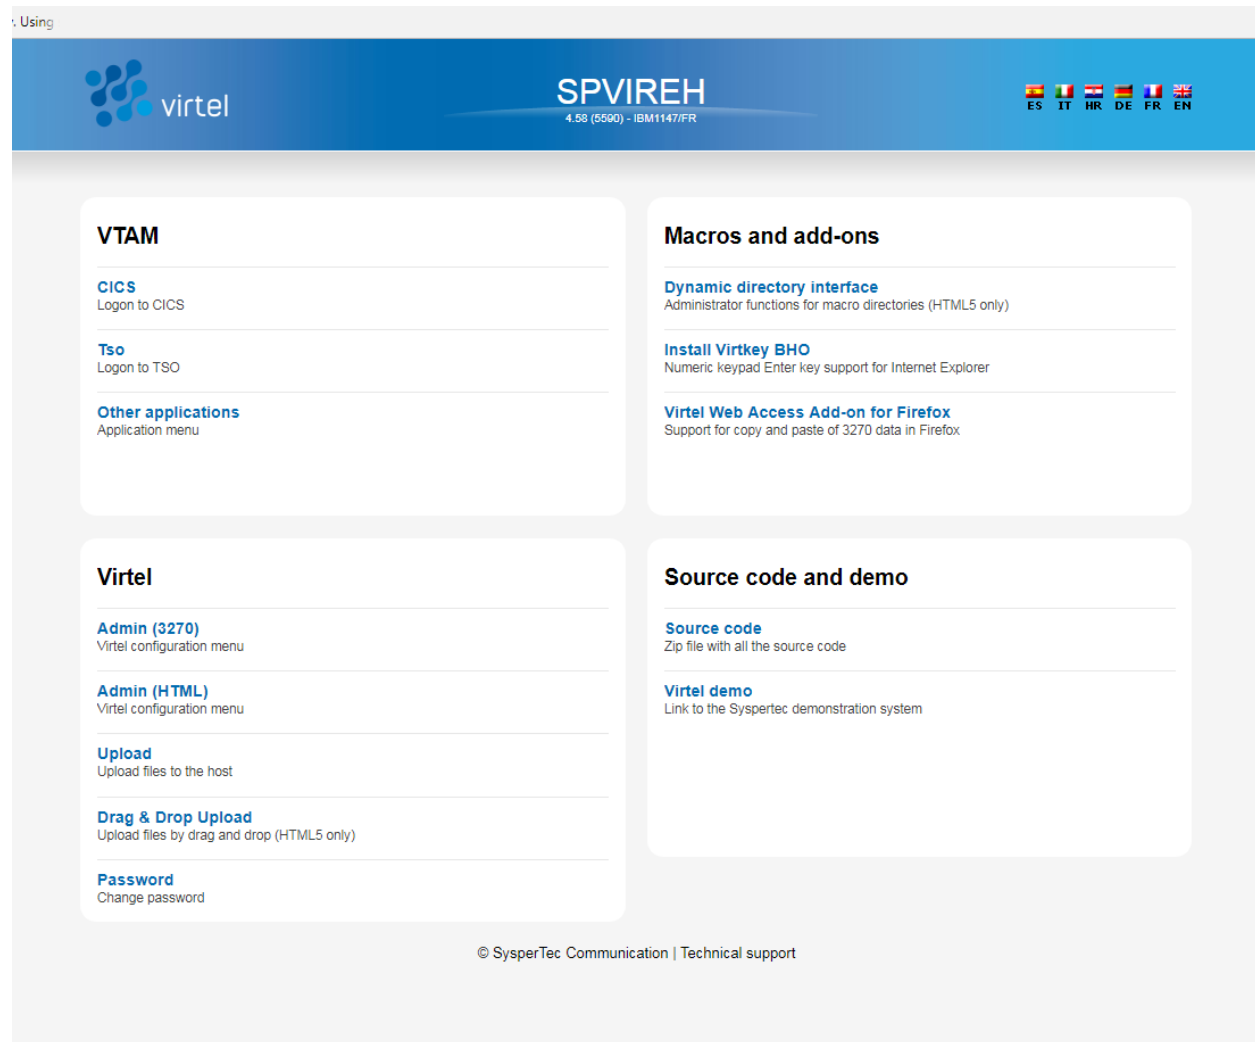 . Using
virtel
SPVIREH
4.58 (5590) - IBM1147/FR
ES IT HR DE FR EN
VTAM
CICS
Logon to CICS
Tso
Logon to TSO
Other applications
Application menu
Macros and add-ons
Dynamic directory interface
Administrator functions for macro directories (HTML5 only)
Install Virtkey BHO
Numeric keypad Enter key support for Internet Explorer
Virtel Web Access Add-on for Firefox
Support for copy and paste of 3270 data in Firefox
Virtel
Admin (3270)
Virtel configuration menu
Admin (HTML)
Virtel configuration menu
Upload
Upload files to the host
Drag & Drop Upload
Upload files by drag and drop (HTML5 only)
Password
Change password
Source code and demo
Source code
Zip file with all the source code
Virtel demo
Link to the Syspertec demonstration system
© SysperTec Communication | Technical support